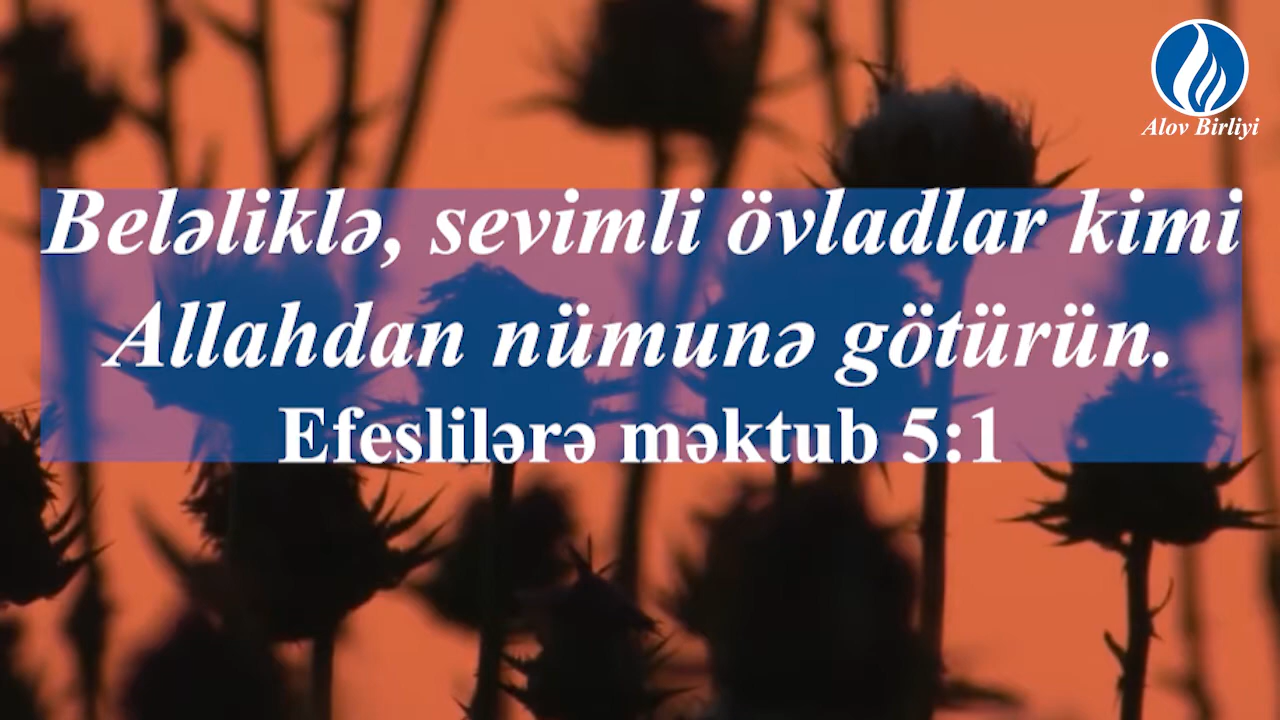 Alov Birliyi
Beləliklə, sevimli övladlar kimi
Allahdan nümunə götürün.
Efeslilərə məktub 5:1